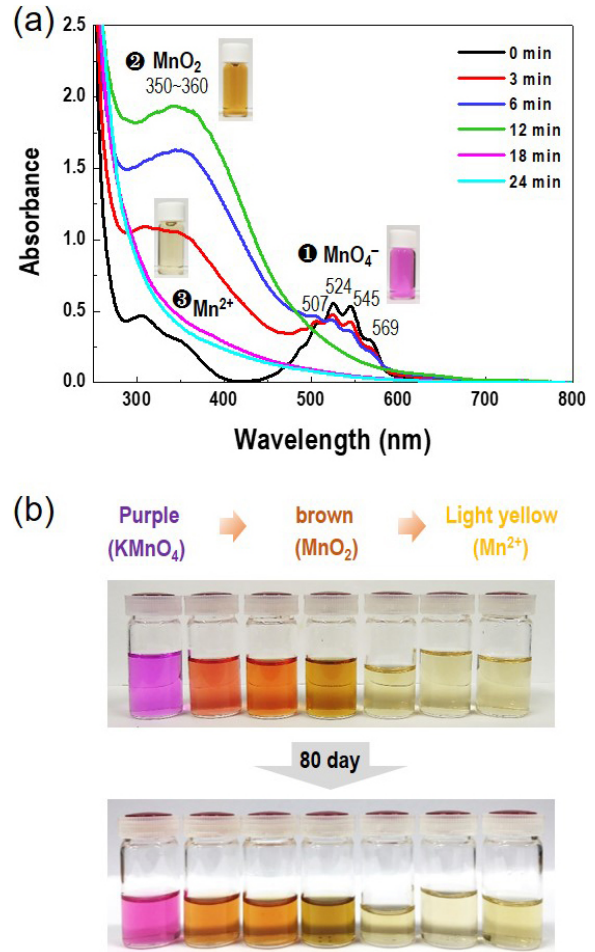 (a)
2.5
2.0
1.5
1.0
0.5
0.0
Absorbance
300 400 500 600 700 800
Wavelength (nm)
❷ MnO₂
350~360
❶ MnO₄⁻
524
507 545
569
❸Mn²⁺
0 min
3 min
6 min
12 min
18 min
24 min
(b)
Purple brown Light yellow
(KMnO₄) (MnO₂) (Mn²⁺)
80 day